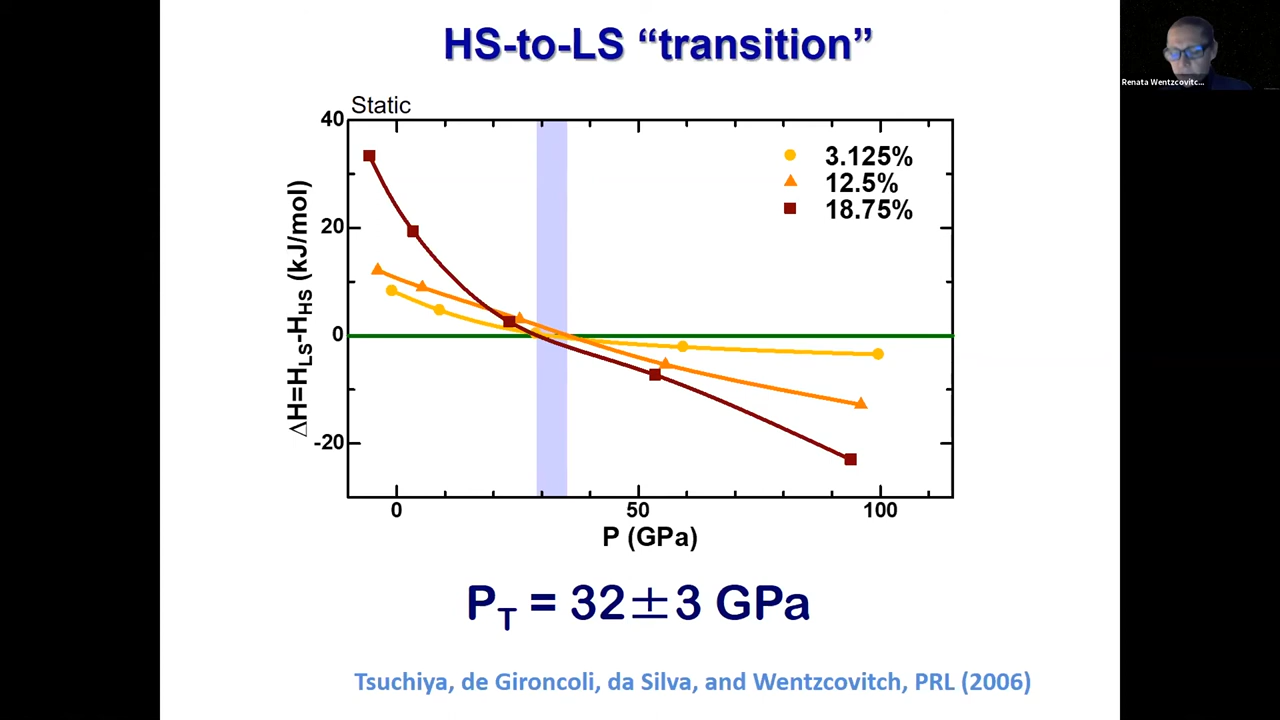 HS-to-LS “transition”
Renata Wentzcovitc...
Static
40
20
0
-20
ΔH=H_LS-H_HS (kJ/mol)
3.125%
12.5%
18.75%
0 50 100
P (GPa)
P_T = 32±3 GPa
Tsuchiya, de Gironcoli, da Silva, and Wentzcovitch, PRL (2006)